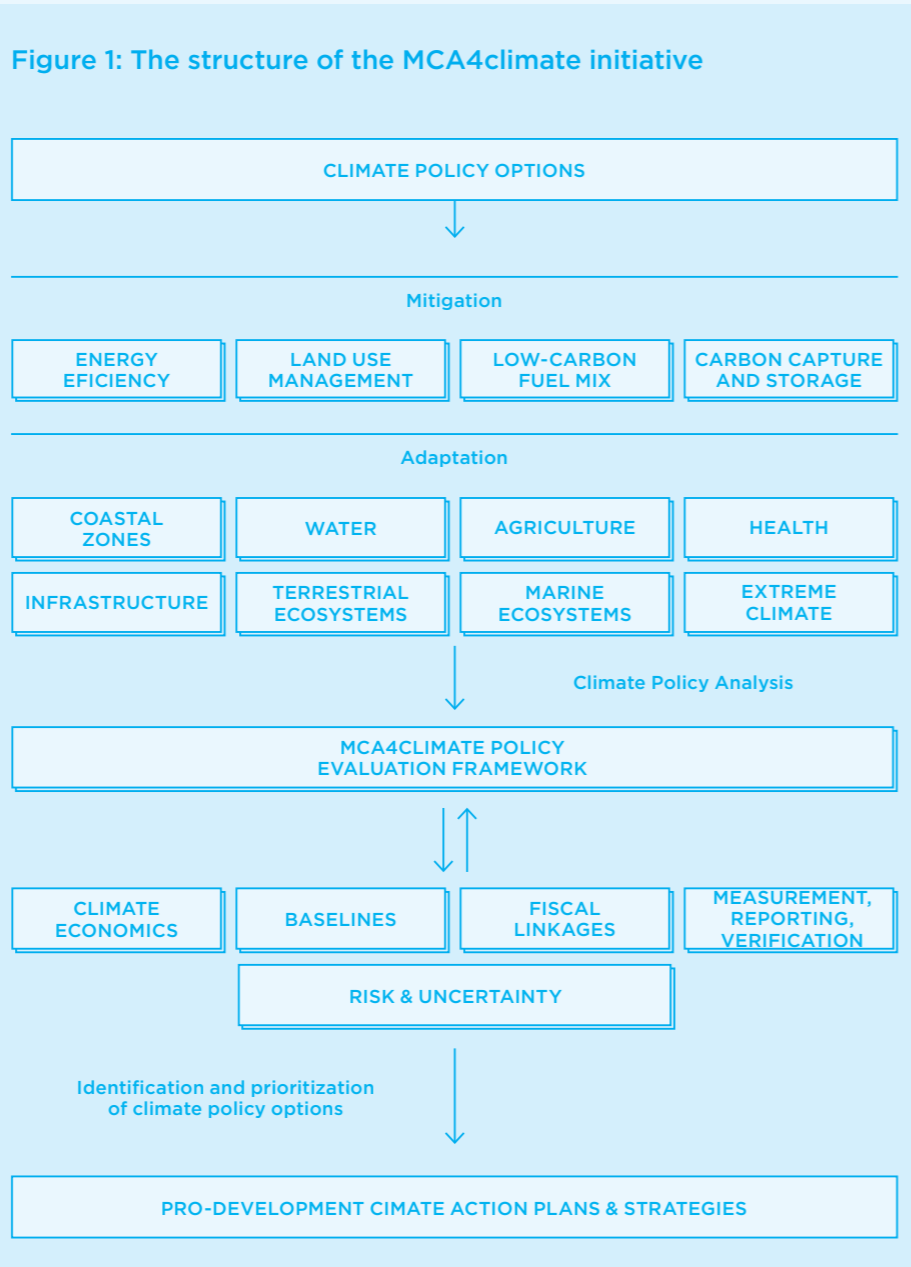 Figure 1: The structure of the MCA4climate initiative
CLIMATE POLICY OPTIONS
Mitigation
ENERGY
EFICIENCY
LAND USE
MANAGEMENT
LOW-CARBON
FUEL MIX
CARBON CAPTURE
AND STORAGE
Adaptation
COASTAL
ZONES
WATER
AGRICULTURE
HEALTH
INFRASTRUCTURE
TERRESTRIAL
ECOSYSTEMS
MARINE
ECOSYSTEMS
EXTREME
CLIMATE
Climate Policy Analysis
MCA4CLIMATE POLICY
EVALUATION FRAMEWORK
CLIMATE
ECONOMICS
BASELINES
FISCAL
LINKAGES
MEASUREMENT,
REPORTING,
VERIFICATION
RISK & UNCERTAINTY
Identification and prioritization
of climate policy options
PRO-DEVELOPMENT CIMATE ACTION PLANS & STRATEGIES